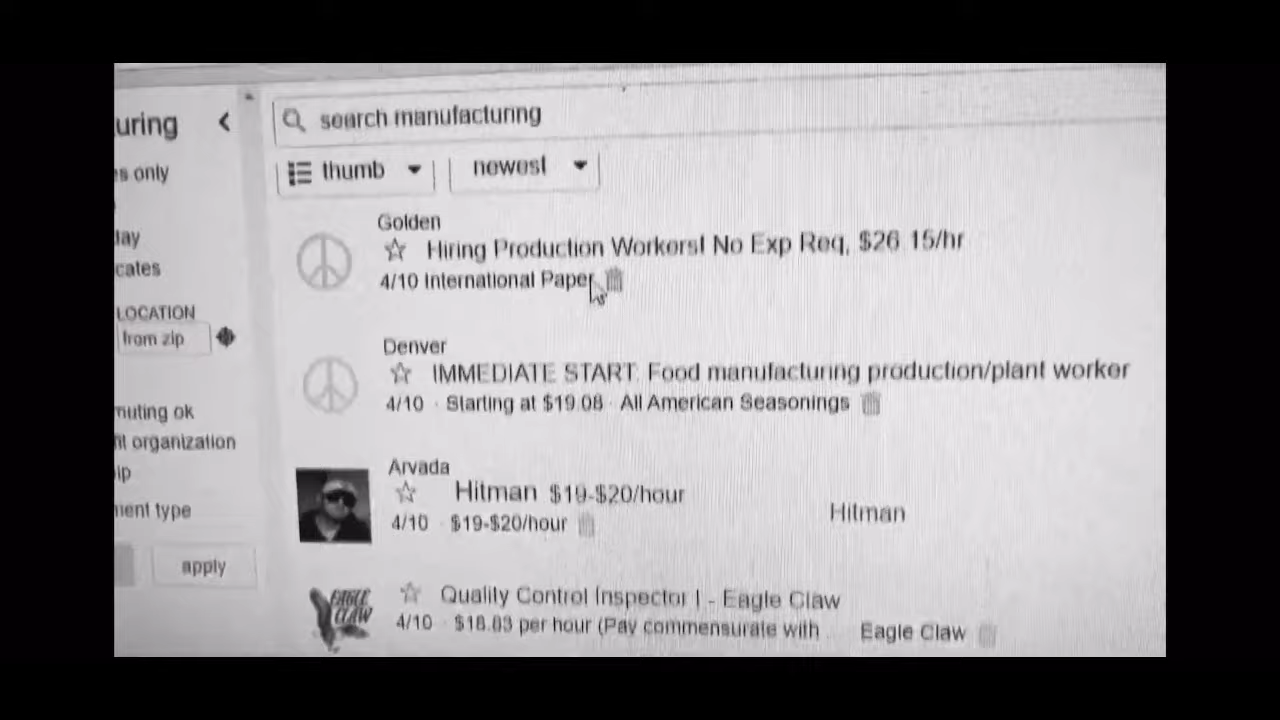 uring
search manufacturing
es only
thumb
newest
day
cates
Golden
Hiring Production Workers! No Exp Req, $26 15/hr
4/10 International Paper
LOCATION
from zip
Denver
IMMEDIATE START: Food manufacturing production/plant worker
4/10 · Starting at $19.08 · All American Seasonings
muting ok
fit organization
ip
ment type
apply
Arvada
Hitman $19-$20/hour
4/10 · $19-$20/hour
Hitman
EAGLE
CLAW
Quality Control Inspector I - Eagle Claw
4/10 · $18.83 per hour (Pay commensurate with
Eagle Claw